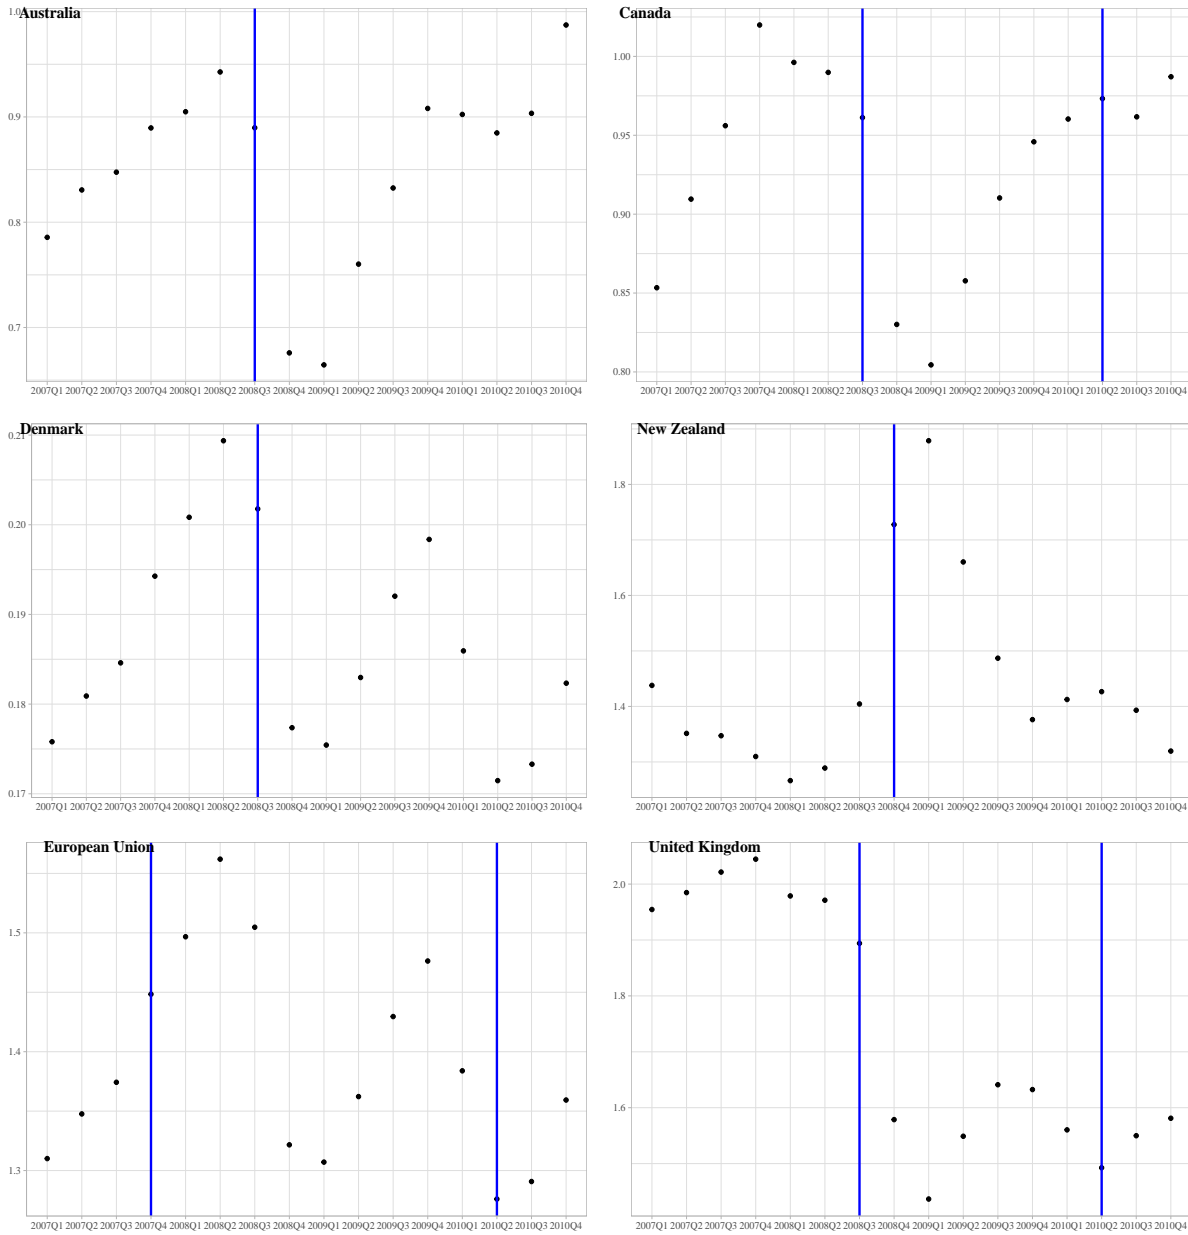 Australia
1.0
0.9
0.8
0.7
2007Q1 2007Q2 2007Q3 2007Q4 2008Q1 2008Q2 2008Q3 2008Q4 2009Q1 2009Q2 2009Q3 2009Q4 2010Q1 2010Q2 2010Q3 2010Q4
Canada
1.00
0.95
0.90
0.85
0.80
2007Q1 2007Q2 2007Q3 2007Q4 2008Q1 2008Q2 2008Q3 2008Q4 2009Q1 2009Q2 2009Q3 2009Q4 2010Q1 2010Q2 2010Q3 2010Q4
Denmark
0.21
0.20
0.19
0.18
0.17
2007Q1 2007Q2 2007Q3 2007Q4 2008Q1 2008Q2 2008Q3 2008Q4 2009Q1 2009Q2 2009Q3 2009Q4 2010Q1 2010Q2 2010Q3 2010Q4
New Zealand
1.8
1.6
1.4
2007Q1 2007Q2 2007Q3 2007Q4 2008Q1 2008Q2 2008Q3 2008Q4 2009Q1 2009Q2 2009Q3 2009Q4 2010Q1 2010Q2 2010Q3 2010Q4
European Union
1.5
1.4
1.3
2007Q1 2007Q2 2007Q3 2007Q4 2008Q1 2008Q2 2008Q3 2008Q4 2009Q1 2009Q2 2009Q3 2009Q4 2010Q1 2010Q2 2010Q3 2010Q4
United Kingdom
2.0
1.8
1.6
2007Q1 2007Q2 2007Q3 2007Q4 2008Q1 2008Q2 2008Q3 2008Q4 2009Q1 2009Q2 2009Q3 2009Q4 2010Q1 2010Q2 2010Q3 2010Q4